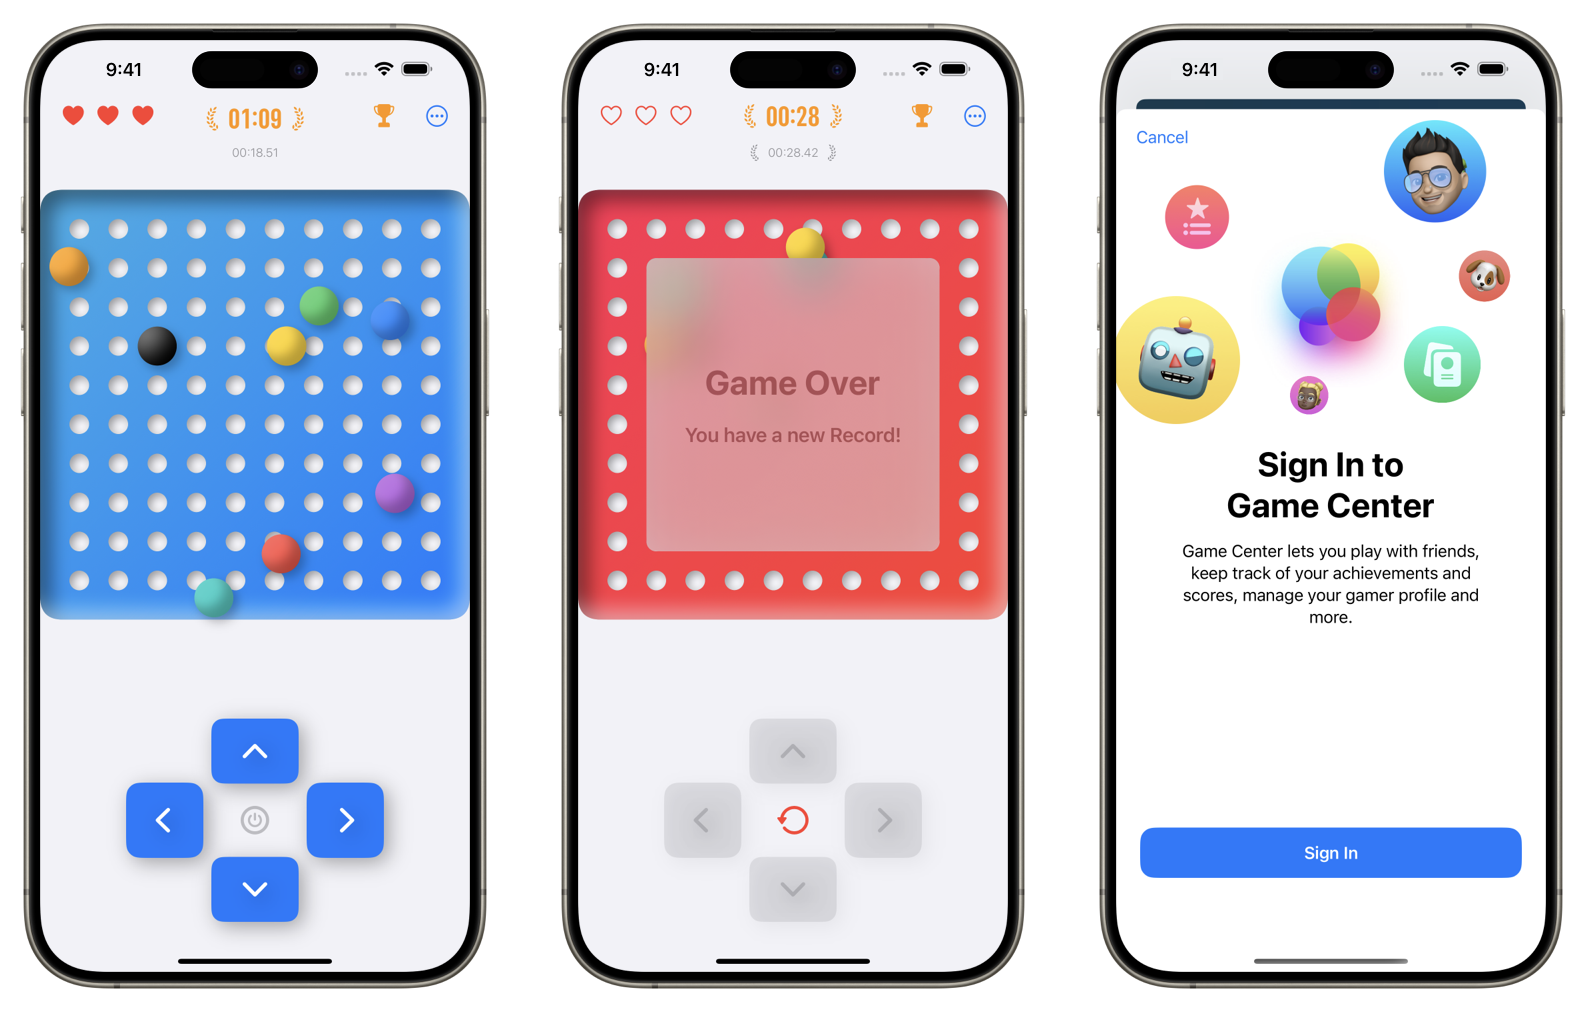 9:41
01:09
00:18.51
9:41
00:28
00:28.42
Game Over
You have a new Record!
9:41
Cancel
Sign In to
Game Center
Game Center lets you play with friends,
keep track of your achievements and
scores, manage your gamer profile and
more.
Sign In